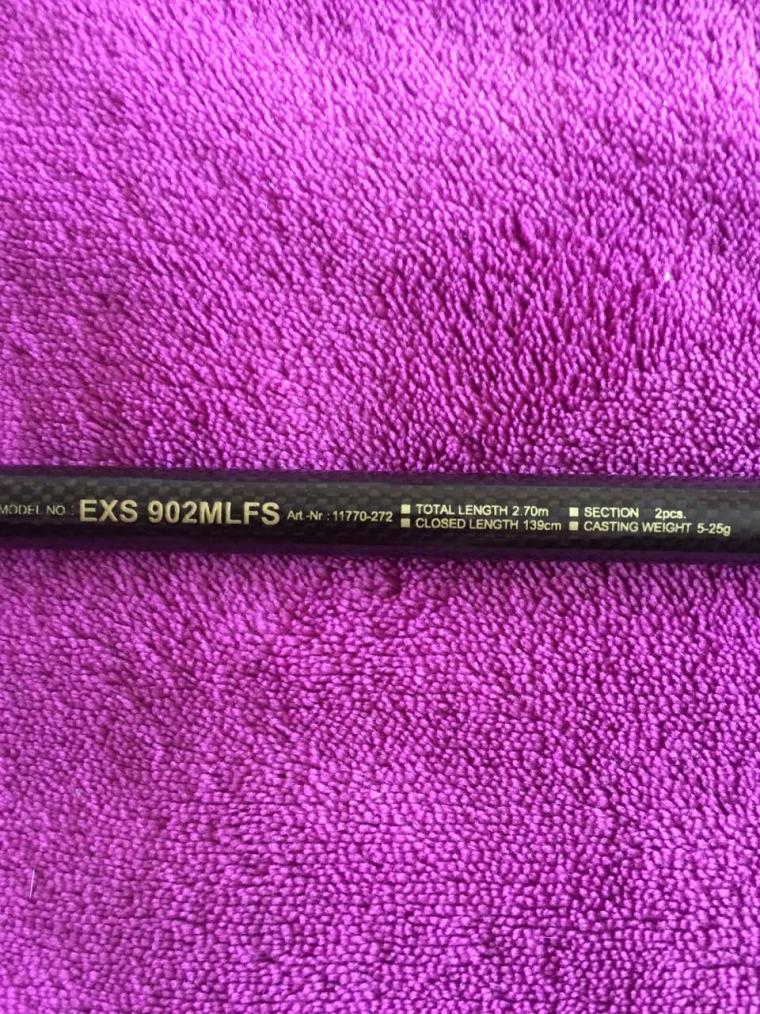 MODEL NO.: EXS 902MLFS Art.-Nr.: 11770-272
■ TOTAL LENGTH 2.70m ■ SECTION 2pcs.
■ CLOSED LENGTH 139cm ■ CASTING WEIGHT 5-25g